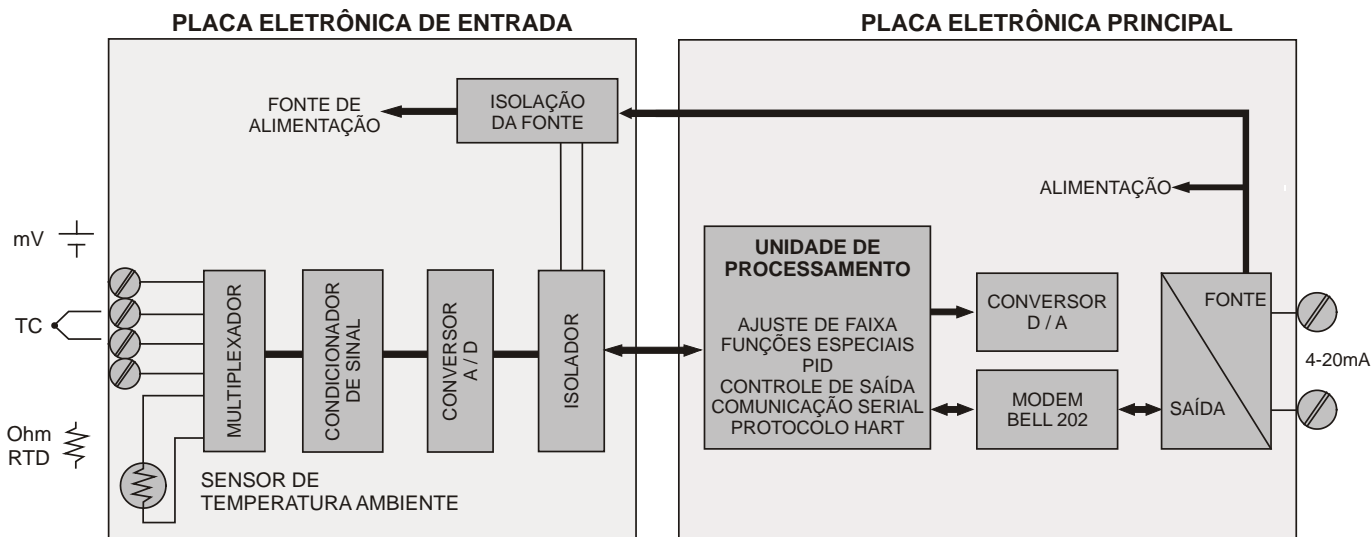 PLACA ELETRÔNICA DE ENTRADA
PLACA ELETRÔNICA PRINCIPAL
FONTE DE
ALIMENTAÇÃO
ISOLAÇÃO
DA FONTE
ALIMENTAÇÃO
mV
TC
Ohm
RTD
MULTIPLEXADOR
CONDICIONADOR
DE SINAL
CONVERSOR
A / D
ISOLADOR
SENSOR DE
TEMPERATURA AMBIENTE
UNIDADE DE
PROCESSAMENTO
AJUSTE DE FAIXA
FUNÇÕES ESPECIAIS
PID
CONTROLE DE SAÍDA
COMUNICAÇÃO SERIAL
PROTOCOLO HART
CONVERSOR
D / A
MODEM
BELL 202
FONTE
SAÍDA
4-20mA